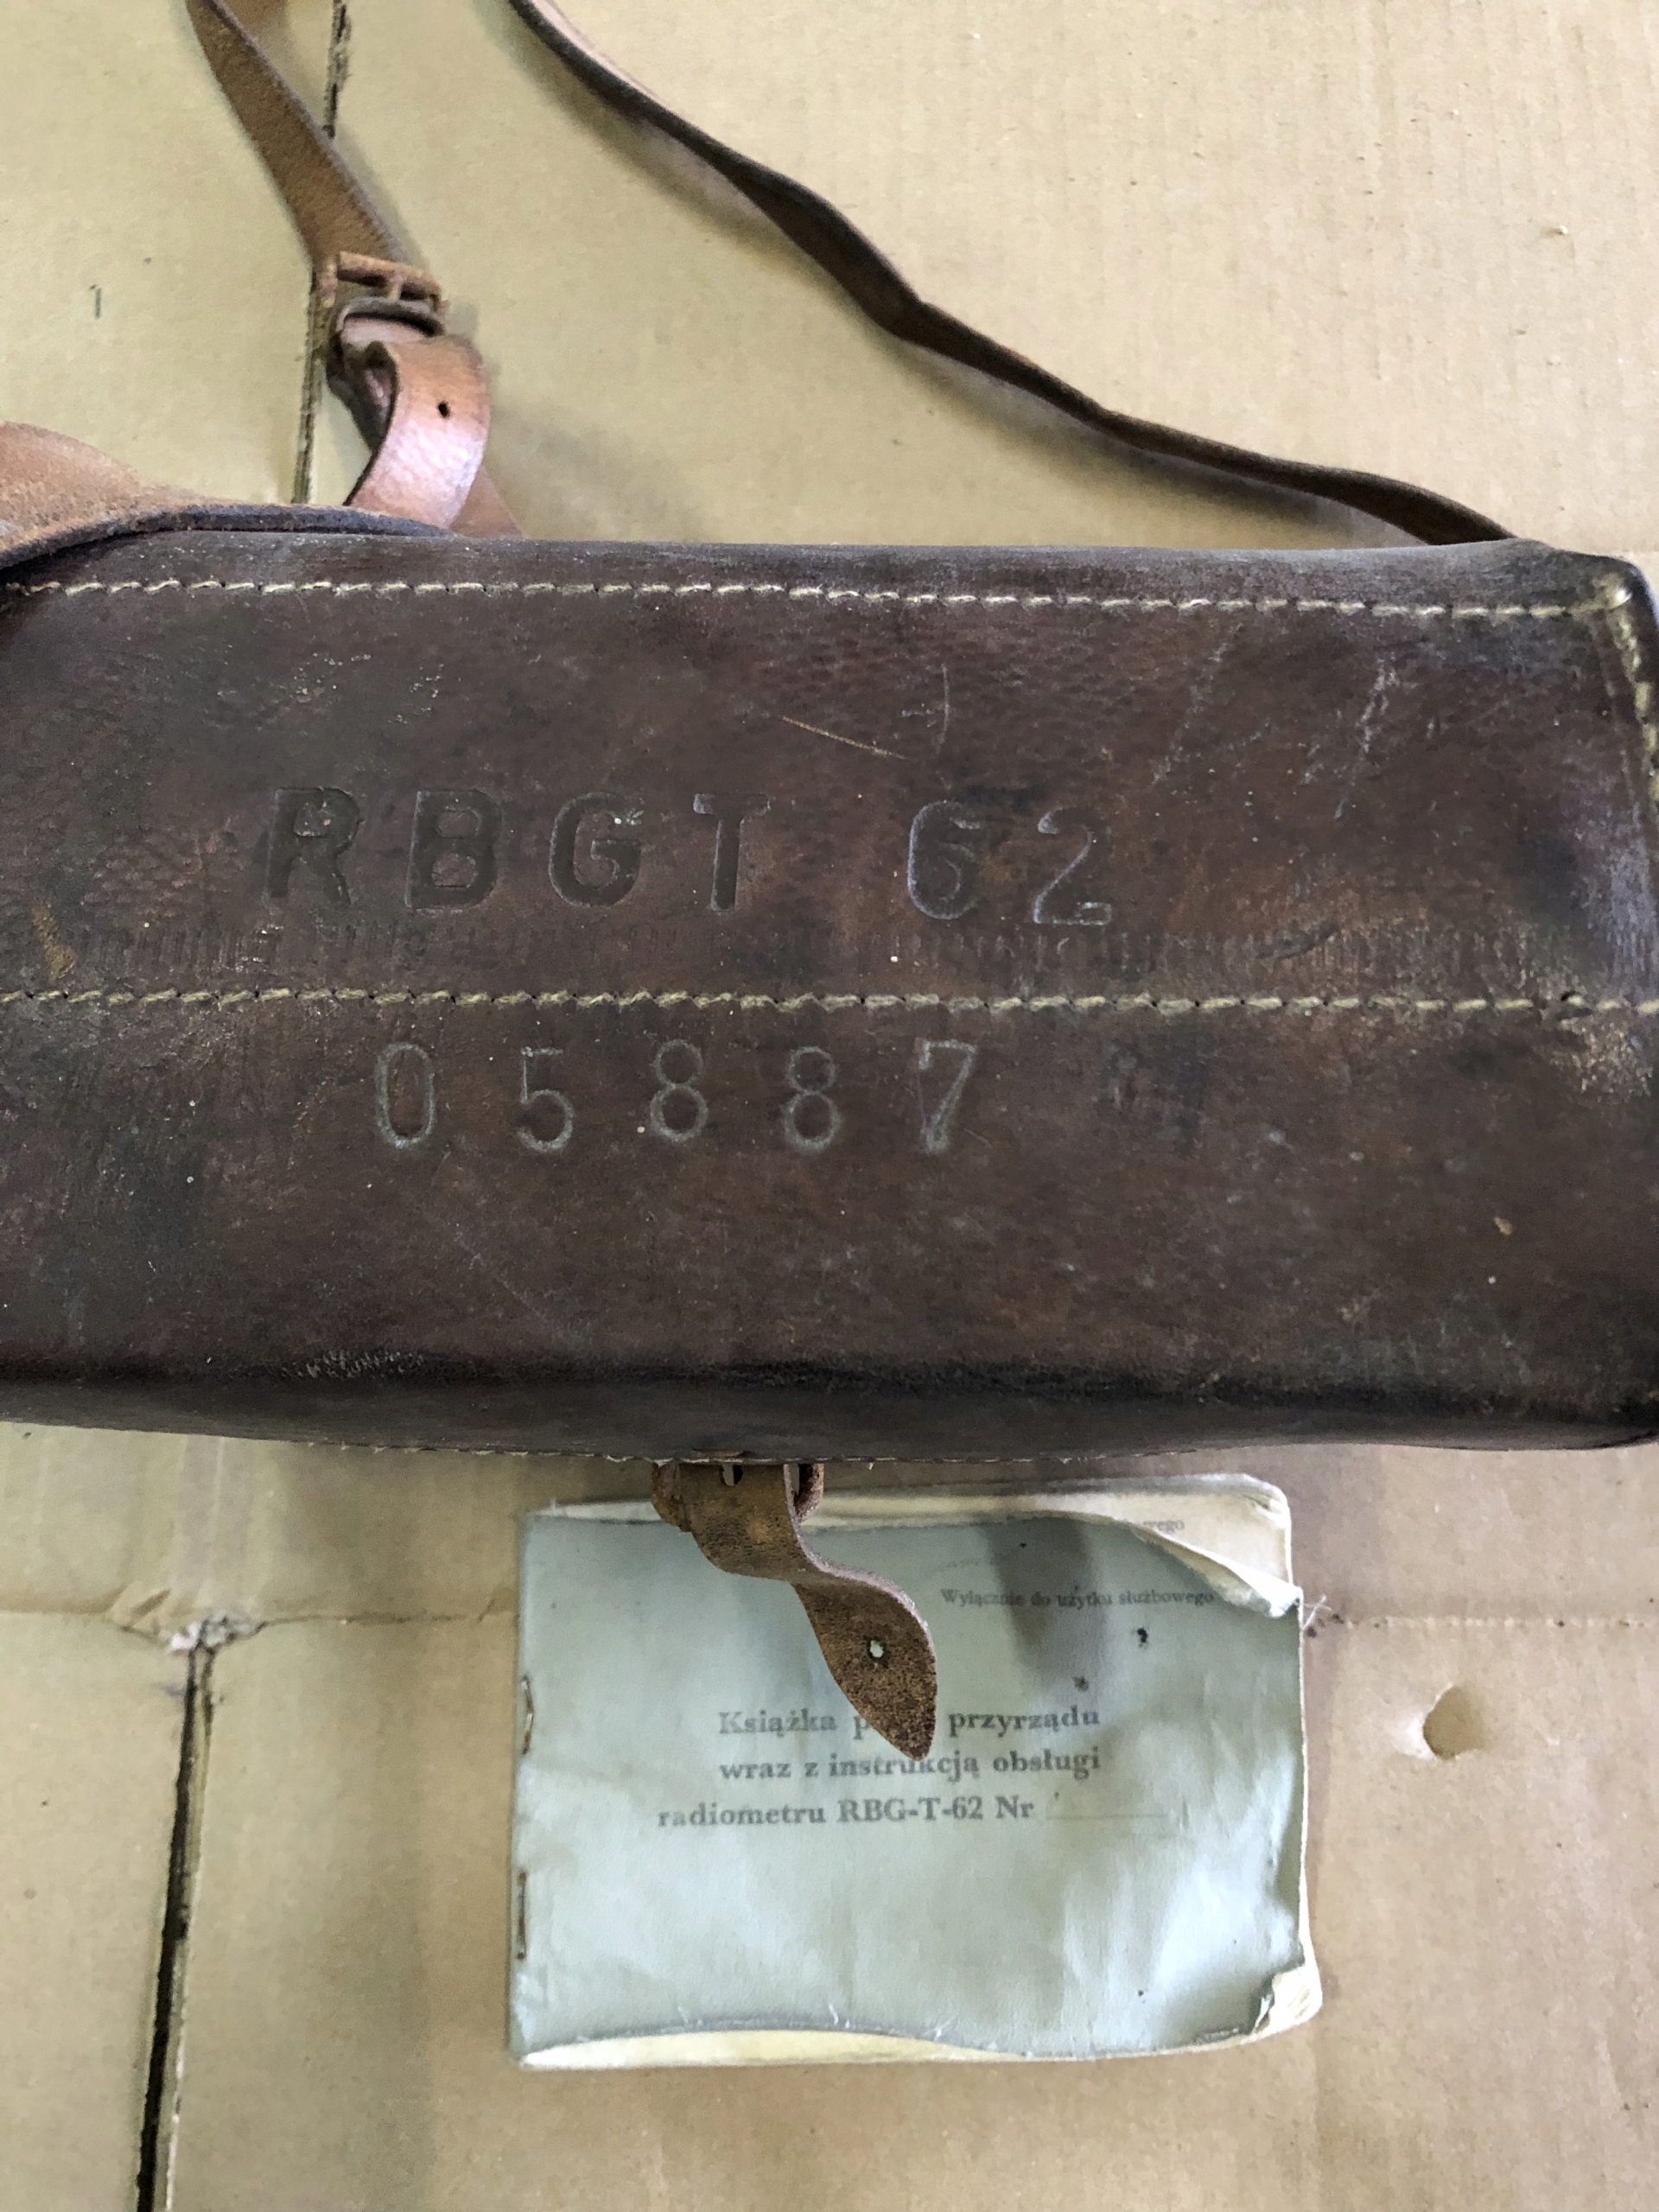 RBGT 62
05887
Wyłącznie do użytku służbowego
Książka przyrządu
wraz z instrukcją obsługi
radiometru RBG-T-62 Nr